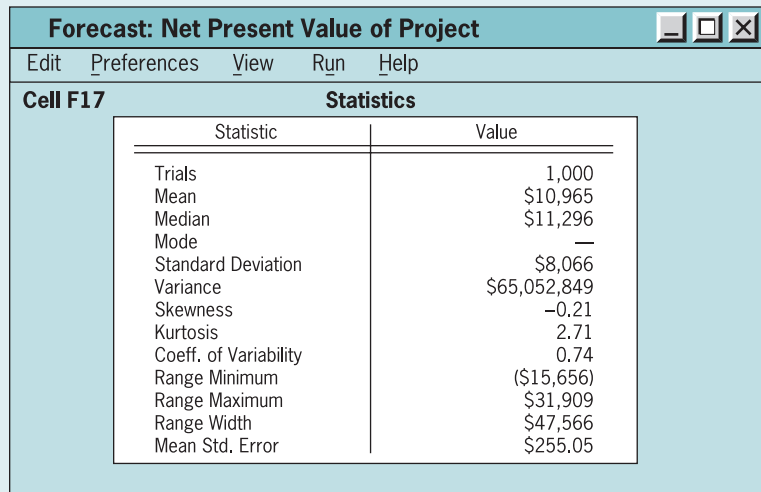 Forecast: Net Present Value of Project
Edit Preferences View Run Help
Cell F17 Statistics
Statistic Value
Trials 1,000
Mean $10,965
Median $11,296
Mode —
Standard Deviation $8,066
Variance $65,052,849
Skewness −0.21
Kurtosis 2.71
Coeff. of Variability 0.74
Range Minimum ($15,656)
Range Maximum $31,909
Range Width $47,566
Mean Std. Error $255.05